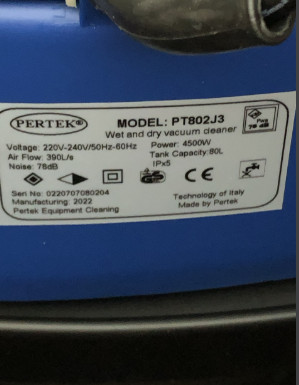 PERTEK®
MODEL: PT802J3
Wet and dry vacuum cleaner
Voltage: 220V-240V/50Hz-60Hz
Power: 4500W
Air Flow: 390L/s
Tank Capacity:80L
Noise: 78dB
IPx5
CE
Seri No: 0220707080204
Manufacturing: 2022
Pertek Equipment Cleaning
Technology of Italy
Made by Pertek